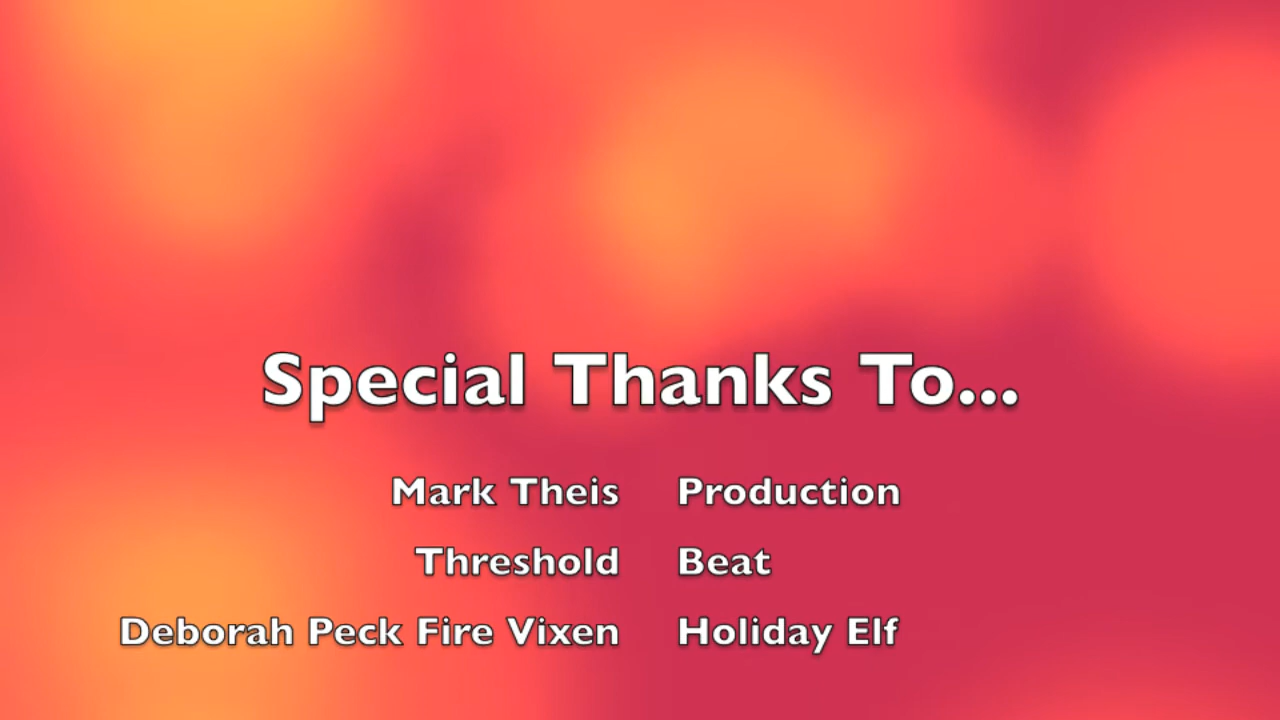 Special Thanks To...
Mark Theis Production
Threshold Beat
Deborah Peck Fire Vixen Holiday Elf